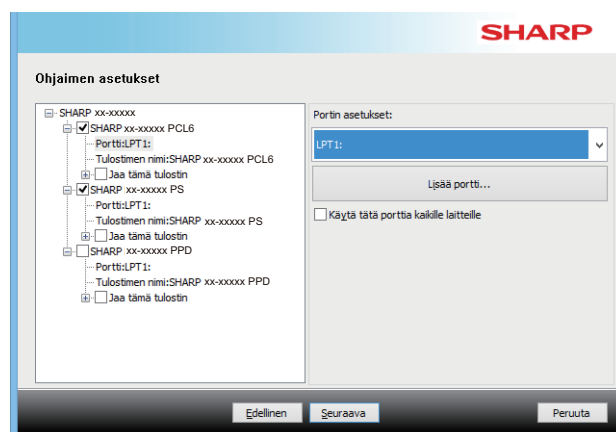 SHARP
Ohjaimen asetukset
SHARP xx-xxxxx
SHARP xx-xxxxx PCL6
Portti:LPT1:
Tulostimen nimi:SHARP xx-xxxxx PCL6
Jaa tämä tulostin
SHARP xx-xxxxx PS
Portti:LPT1:
Tulostimen nimi:SHARP xx-xxxxx PS
Jaa tämä tulostin
SHARP xx-xxxxx PPD
Portti:LPT1:
Tulostimen nimi:SHARP xx-xxxxx PPD
Jaa tämä tulostin
Portin asetukset:
LPT1:
Lisää portti...
Käytä tätä porttia kaikille laitteille
Edellinen
Seuraava
Peruuta